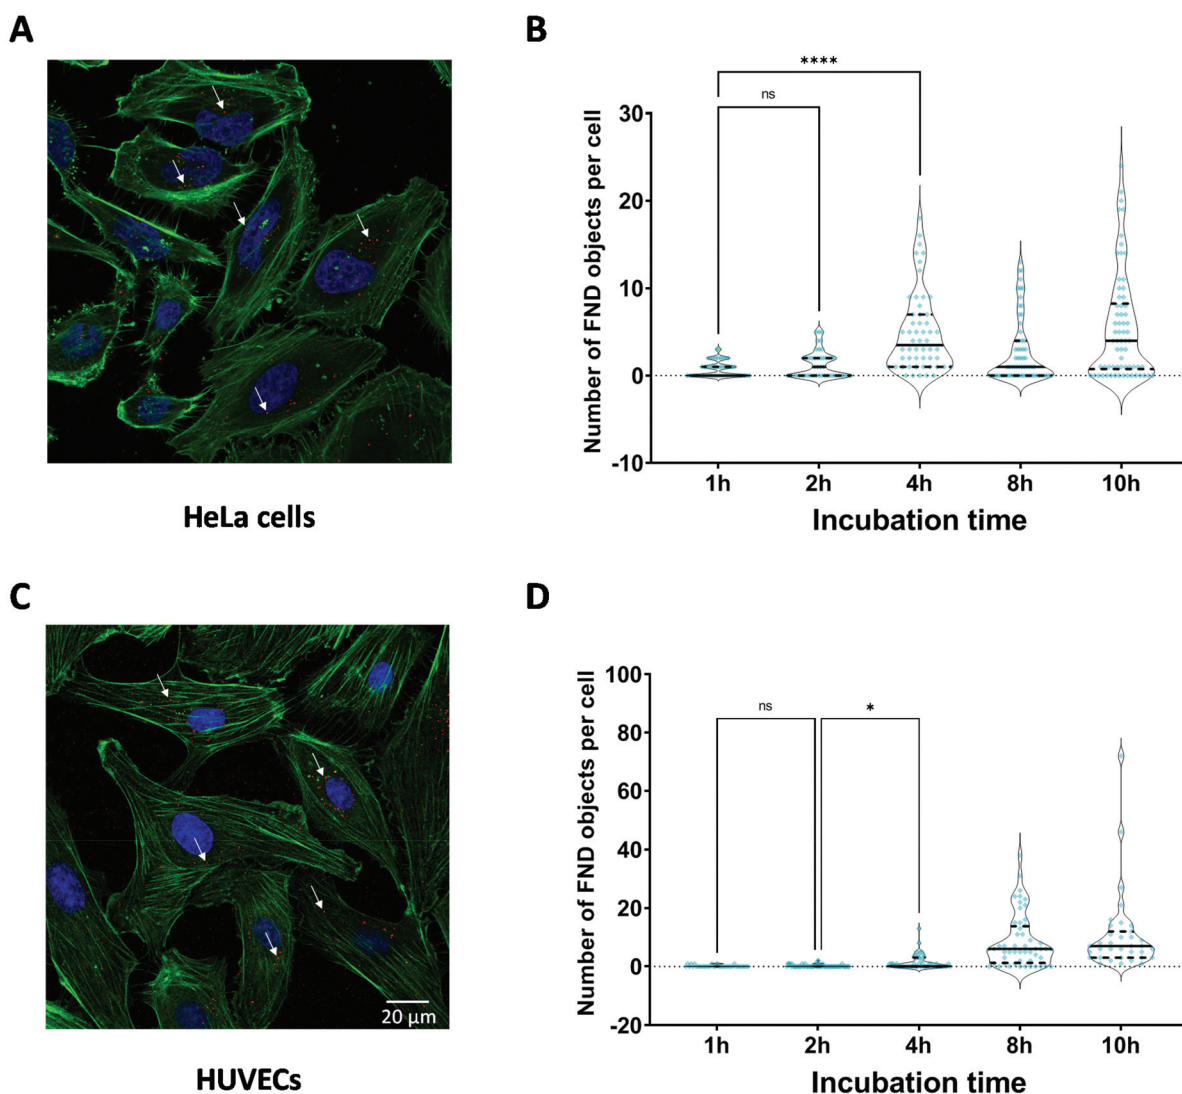 A
HeLa cells
B
Number of FND objects per cell
30
20
10
0
-10
****
ns
1h 2h 4h 8h 10h
Incubation time
C
20 µm
HUVECs
D
Number of FND objects per cell
100
80
60
40
20
0
-20
ns *
1h 2h 4h 8h 10h
Incubation time